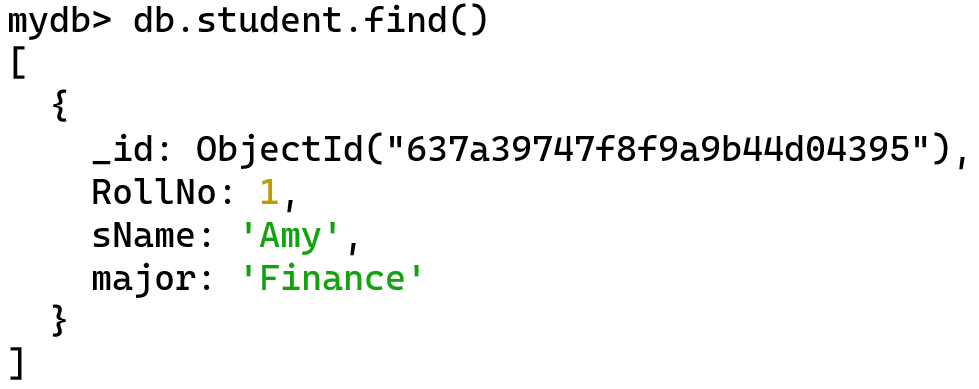 mydb> db.student.find()
[
  {
    _id: ObjectId("637a39747f8f9a9b44d04395"),
    RollNo: 1,
    sName: 'Amy',
    major: 'Finance'
  }
]